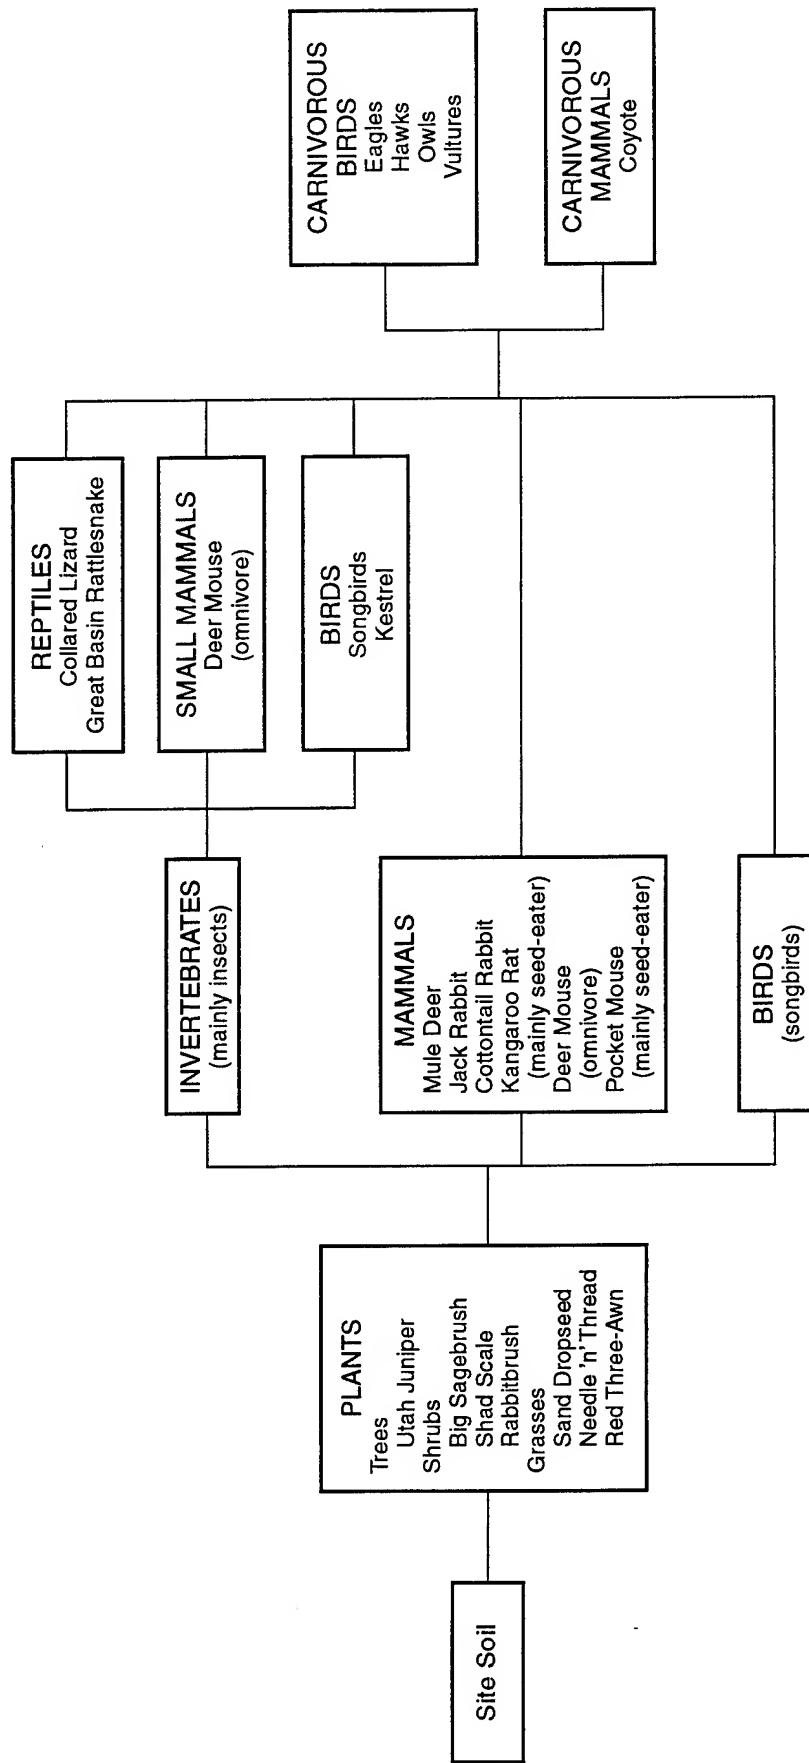 Site Soil
PLANTS
Trees
Utah Juniper
Shrubs
Big Sagebrush
Shad Scale
Rabbitbrush
Grasses
Sand Dropseed
Needle 'n' Thread
Red Three-Awn
INVERTEBRATES
(mainly insects)
MAMMALS
Mule Deer
Jack Rabbit
Cottontail Rabbit
Kangaroo Rat
(mainly seed-eater)
Deer Mouse
(omnivore)
Pocket Mouse
(mainly seed-eater)
BIRDS
(songbirds)
REPTILES
Collared Lizard
Great Basin Rattlesnake
SMALL MAMMALS
Deer Mouse
(omnivore)
BIRDS
Songbirds
Kestrel
CARNIVOROUS
BIRDS
Eagles
Hawks
Owls
Vultures
CARNIVOROUS
MAMMALS
Coyote